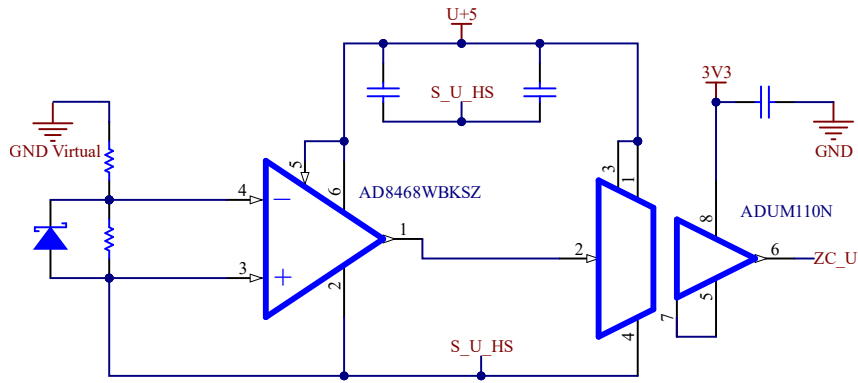 U+5
S_U_HS
3V3
GND Virtual
GND
5
6
4
−
AD8468WBKSZ
1
3
+
2
3
1
2
4
ADUM110N
8
6
ZC_U
5
7
S_U_HS